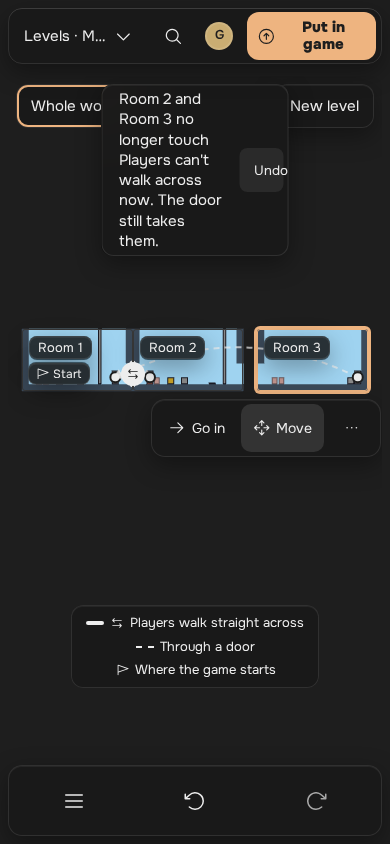 Levels · M...
G
Put in
game
Whole wo
New level
Room 2 and
Room 3 no
longer touch
Players can't
walk across
now. The door
still takes
them.
Undo
Room 1
Room 2
Room 3
Start
Go in
Move
...
Players walk straight across
Through a door
Where the game starts